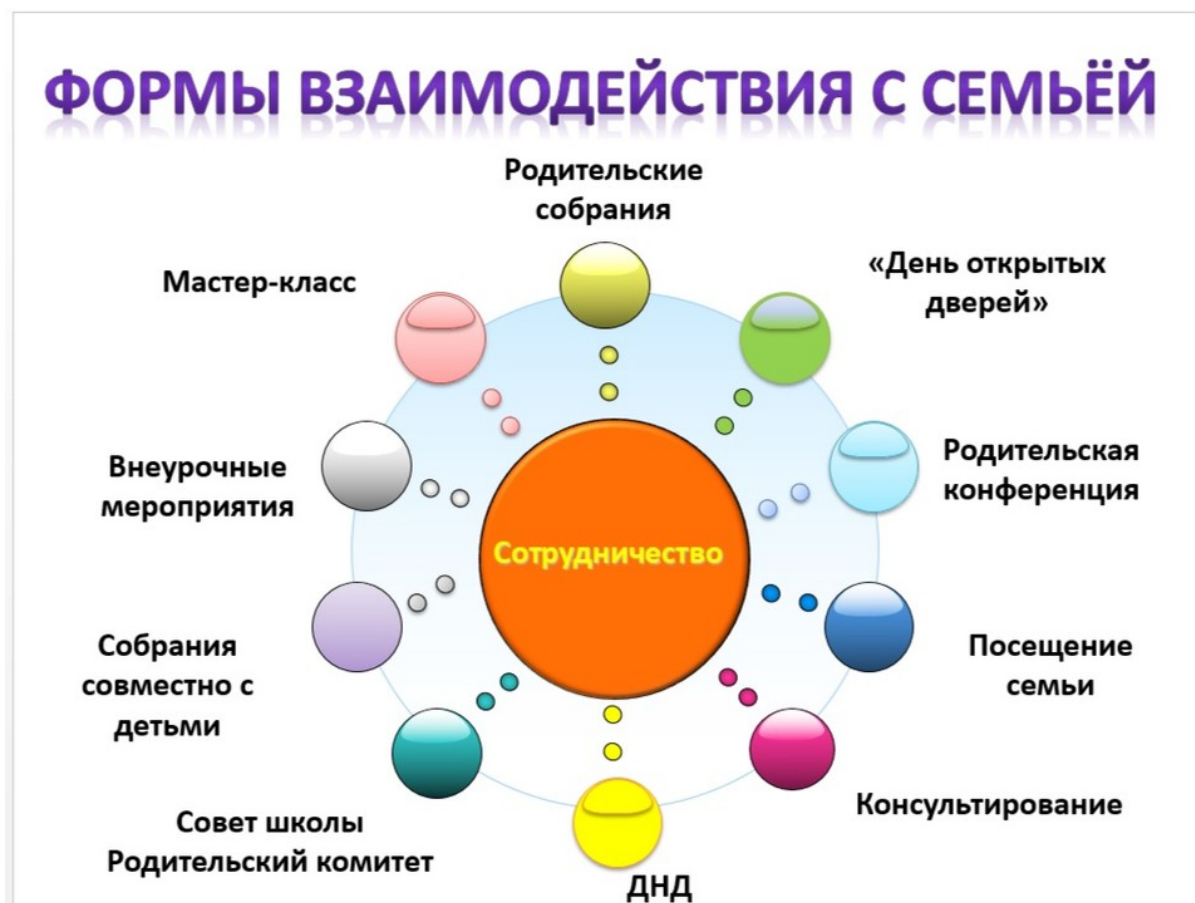 ФОРМЫ ВЗАИМОДЕЙСТВИЯ С СЕМЬЁЙ
Родительские
собрания
«День открытых
дверей»
Родительская
конференция
Посещение
семьи
Консультирование
ДНД
Совет школы
Родительский комитет
Собрания
совместно с
детьми
Внеурочные
мероприятия
Мастер-класс
Сотрудничество